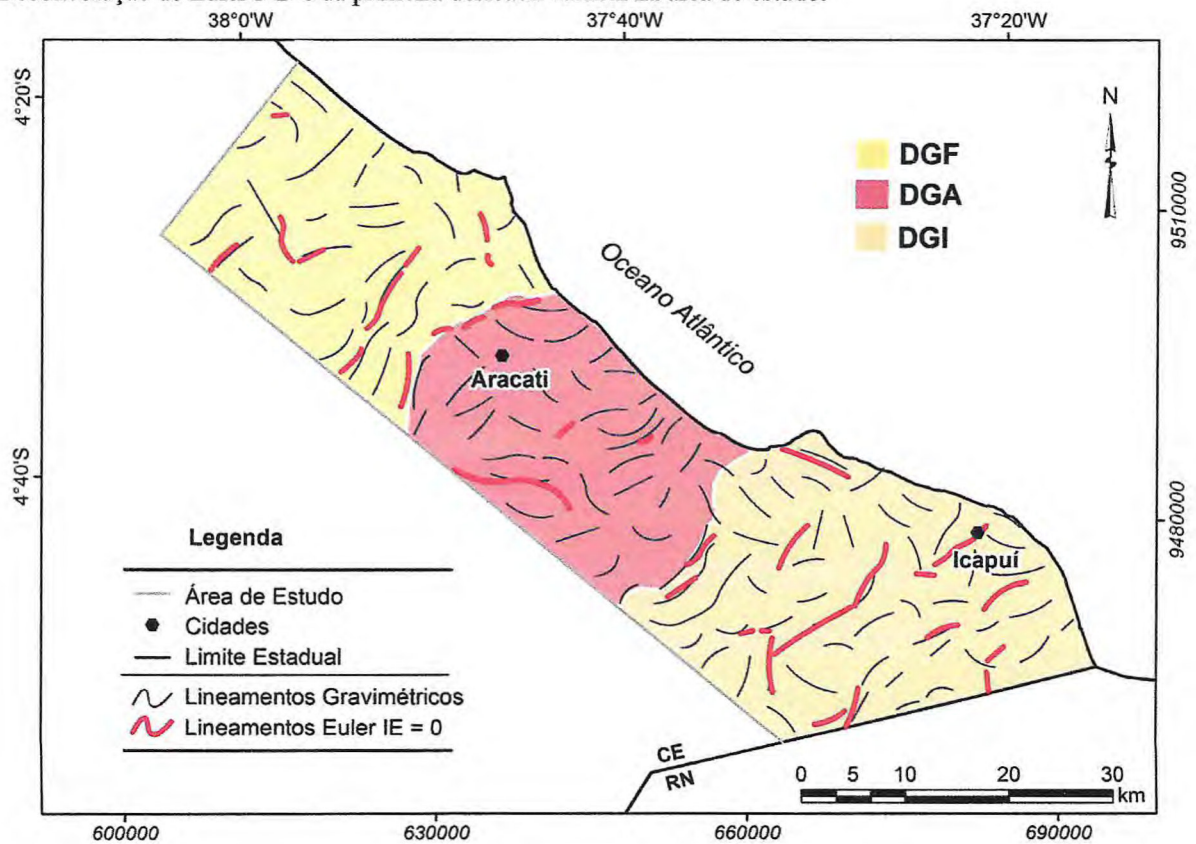 38°0'W 37°40'W 37°20'W
4°20'S
4°40'S
N
DGF
DGA
DGI
Oceano Atlântico
Aracati
Icapuí
9510000
9480000
Legenda
Área de Estudo
Cidades
Limite Estadual
Lineamentos Gravimétricos
Lineamentos Euler IE = 0
CE
RN
0 5 10 20 30
km
600000 630000 660000 690000